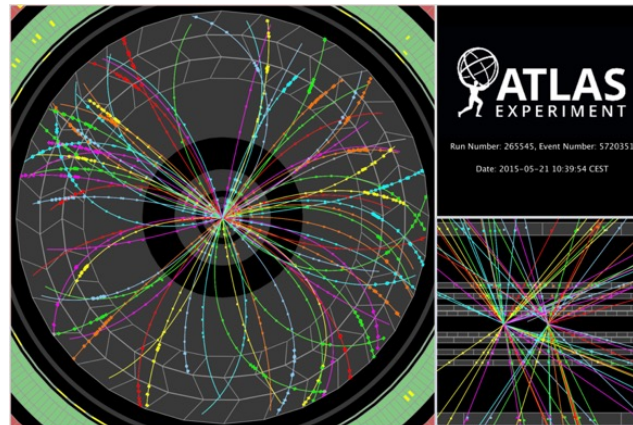 ATLAS
EXPERIMENT
Run Number: 265545, Event Number: 5720351
Date: 2015-05-21 10:39:54 CEST